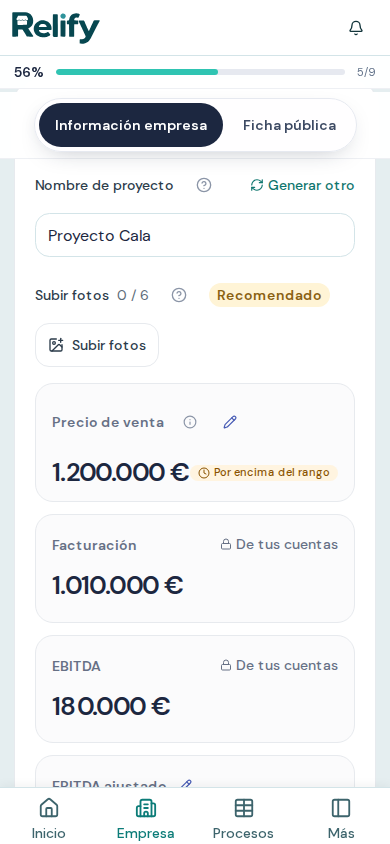 Relify
56%
5/9
Información empresa
Ficha pública
Nombre de proyecto
Generar otro
Proyecto Cala
Subir fotos 0 / 6
Recomendado
Subir fotos
Precio de venta
1.200.000 €
Por encima del rango
Facturación
De tus cuentas
1.010.000 €
EBITDA
De tus cuentas
180.000 €
EBITDA ajustado
Inicio
Empresa
Procesos
Más